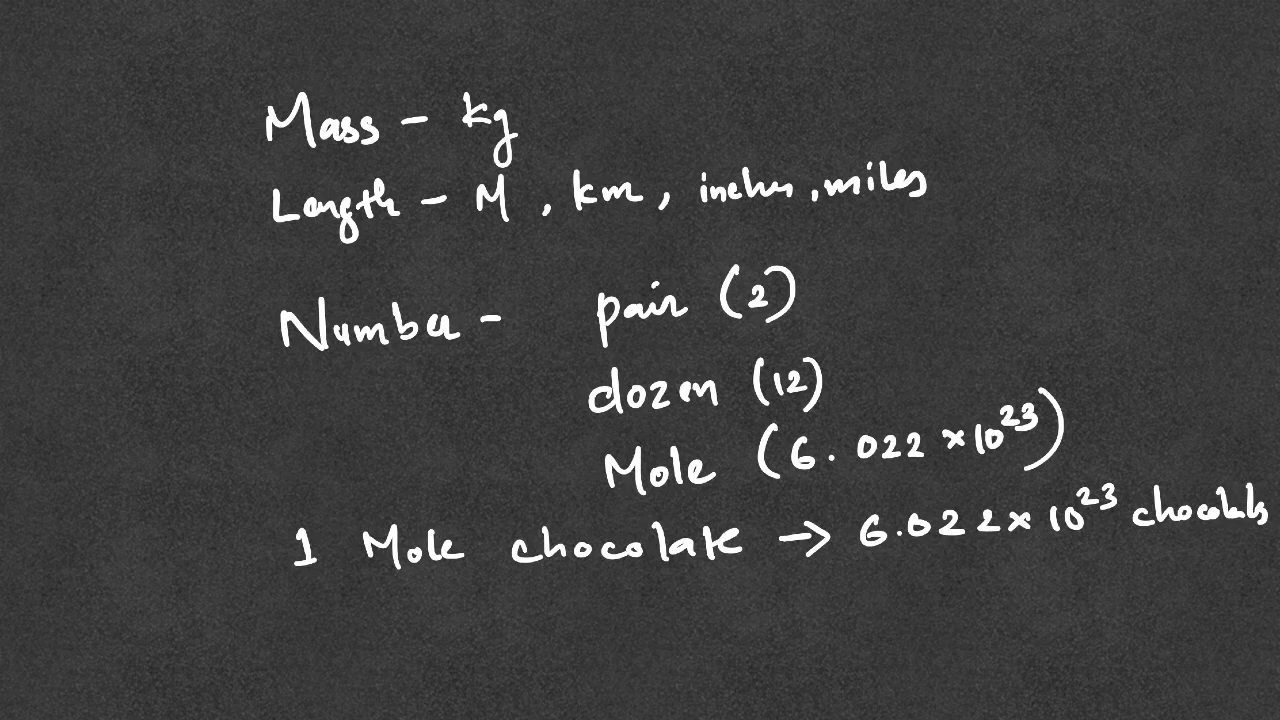 Mass - kg
Length - M, km, inches, miles
Number - pair (2)
dozen (12)
Mole (6.022 × 10²³)
1 Mole chocolate → 6.022 × 10²³ chocolates